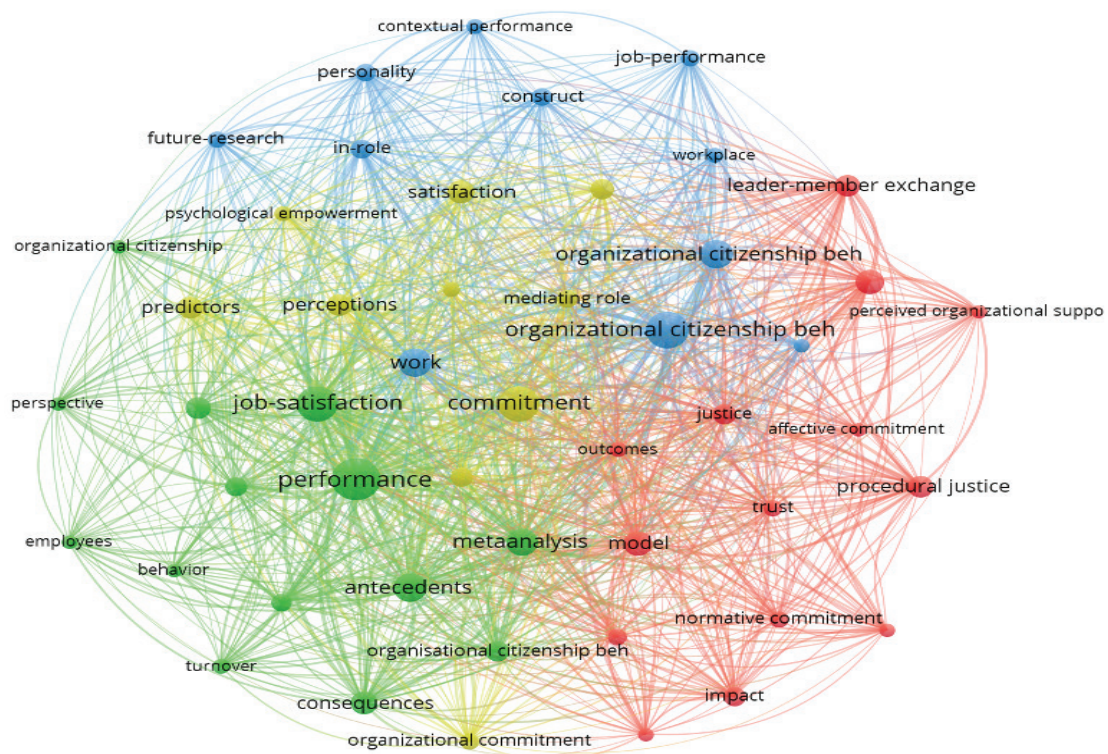 contextual performance
job-performance
personality
construct
future-research
in-role
workplace
leader-member exchange
satisfaction
psychological empowerment
organizational citizenship
organizational citizenship beh
predictors
perceptions
mediating role
perceived organizational suppo
organizational citizenship beh
work
perspective
job-satisfaction
commitment
justice
affective commitment
outcomes
performance
procedural justice
trust
employees
metaanalysis
model
behavior
antecedents
normative commitment
organisational citizenship beh
turnover
consequences
impact
organizational commitment